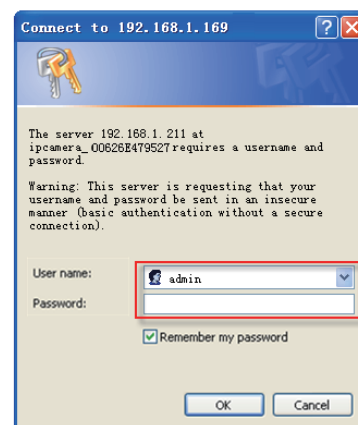 Connect to 192.168.1.169
The server 192.168.1.211 at
ipcamera_00626E479527 requires a username and
password.
Warning: This server is requesting that your
username and password be sent in an insecure
manner (basic authentication without a secure
connection).
User name:
admin
Password:
Remember my password
OK
Cancel